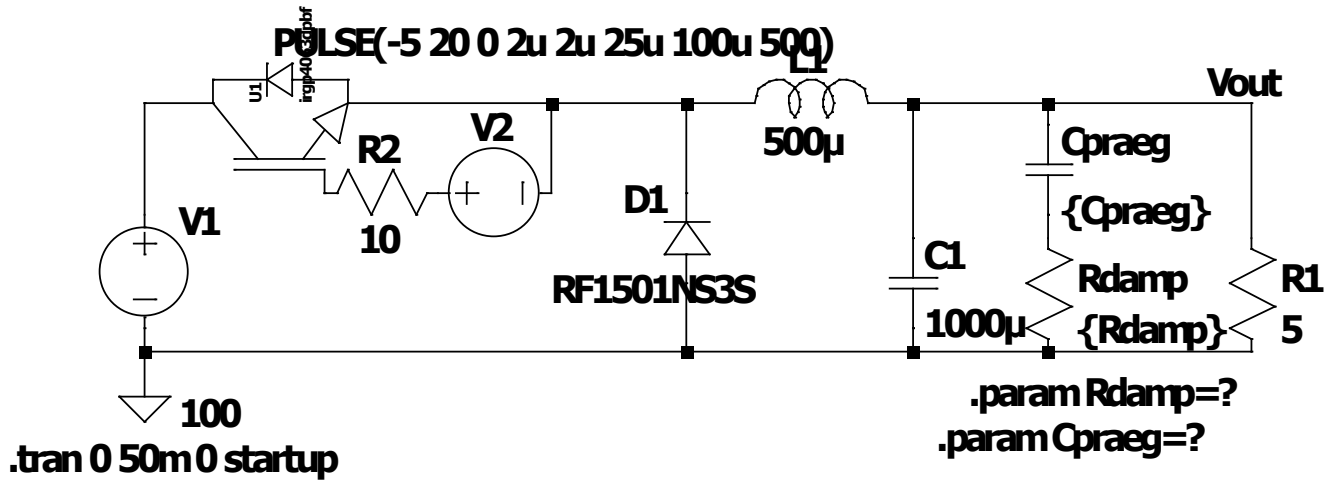 PULSE(-5 20 0 2u 2u 25u 100u 500)
U1
L1
Vout
V2
R2
500µ
Cpraeg
{Cpraeg}
V1
D1
10
C1
Rdamp
R1
RF1501NS3S
1000µ
{Rdamp}
5
100
.param Rdamp=?
.param Cpraeg=?
.tran 0 50m 0 startup